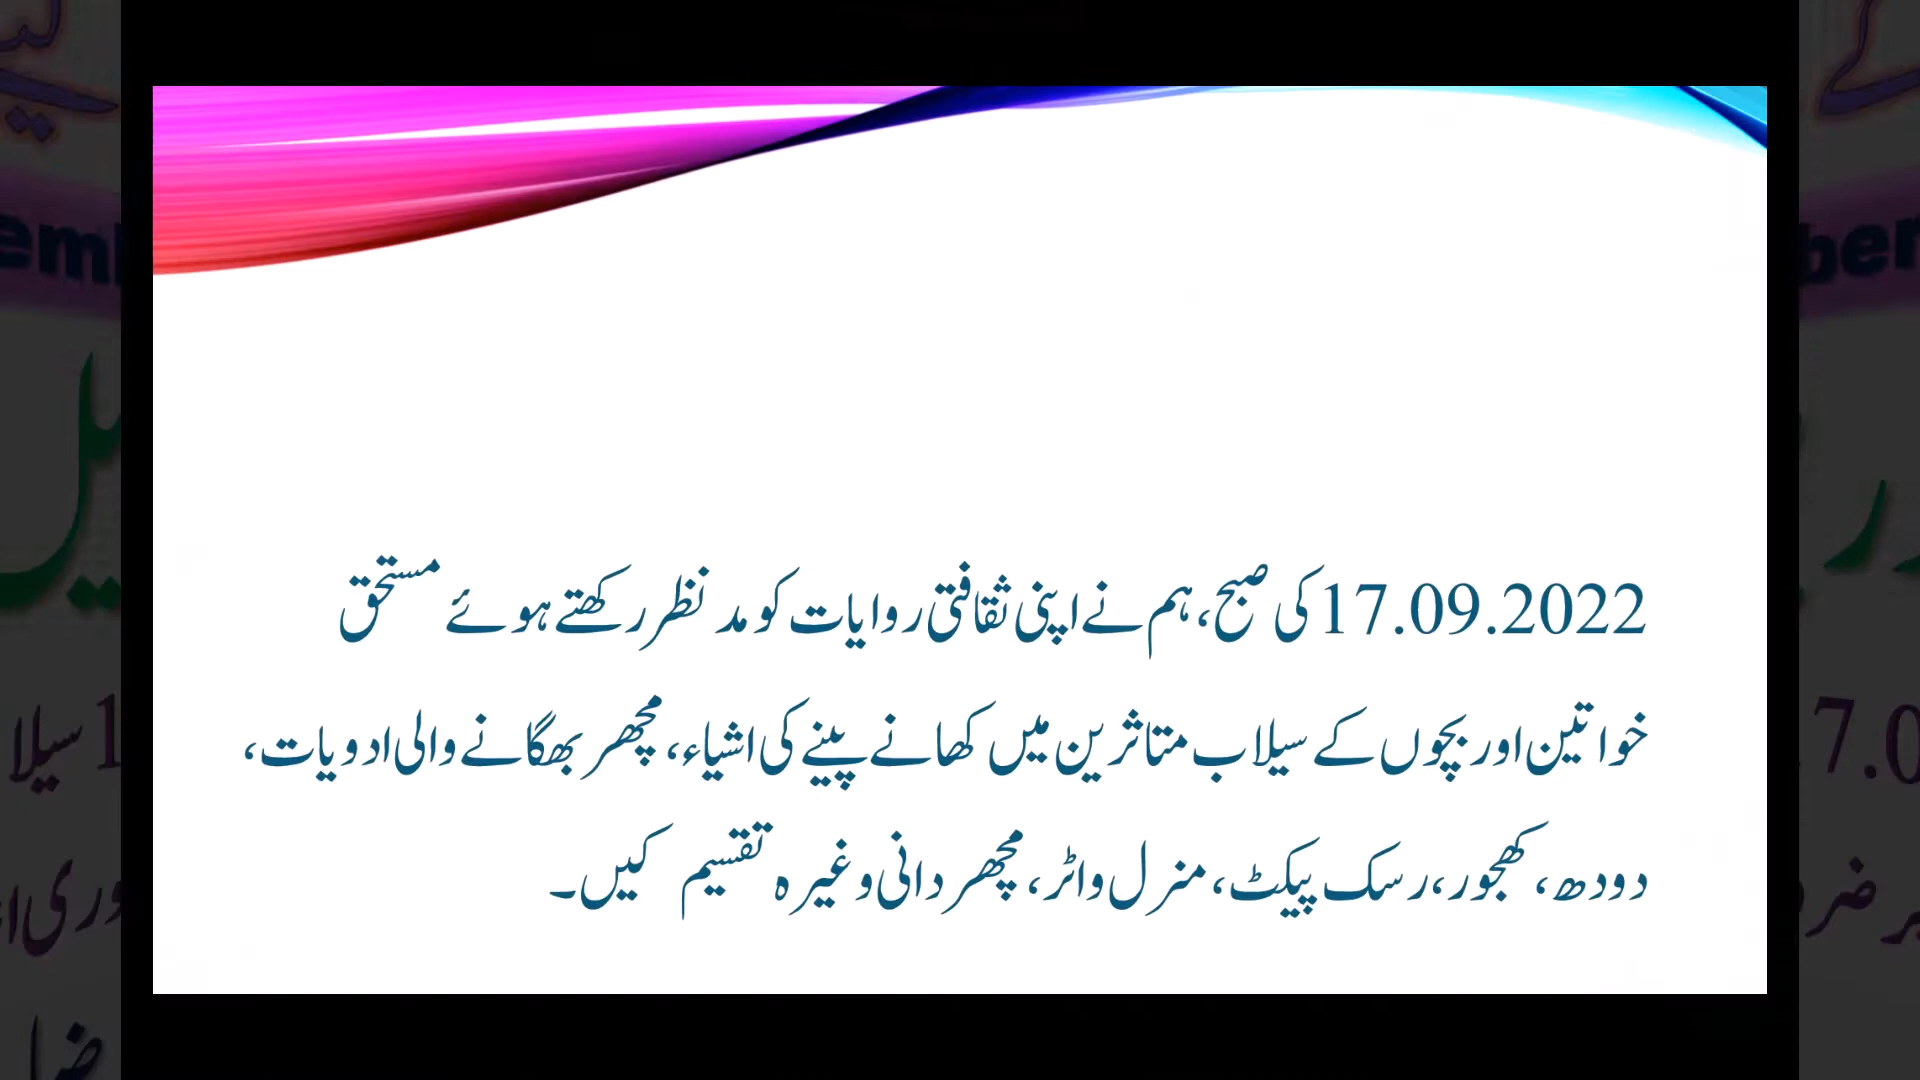 17.09.2022 کی صبح، ہم نے اپنی ثقافتی روایات کو مد نظر رکھتے ہوئے مستحق
خواتین اور بچوں کے سیلاب متاثرین میں کھانے پینے کی اشیاء، مچھر بھگانے والی ادویات،
دودھ، کھجور، رسک پیکٹ، منرل واٹر، مچھر دانی وغیرہ تقسیم کیں۔